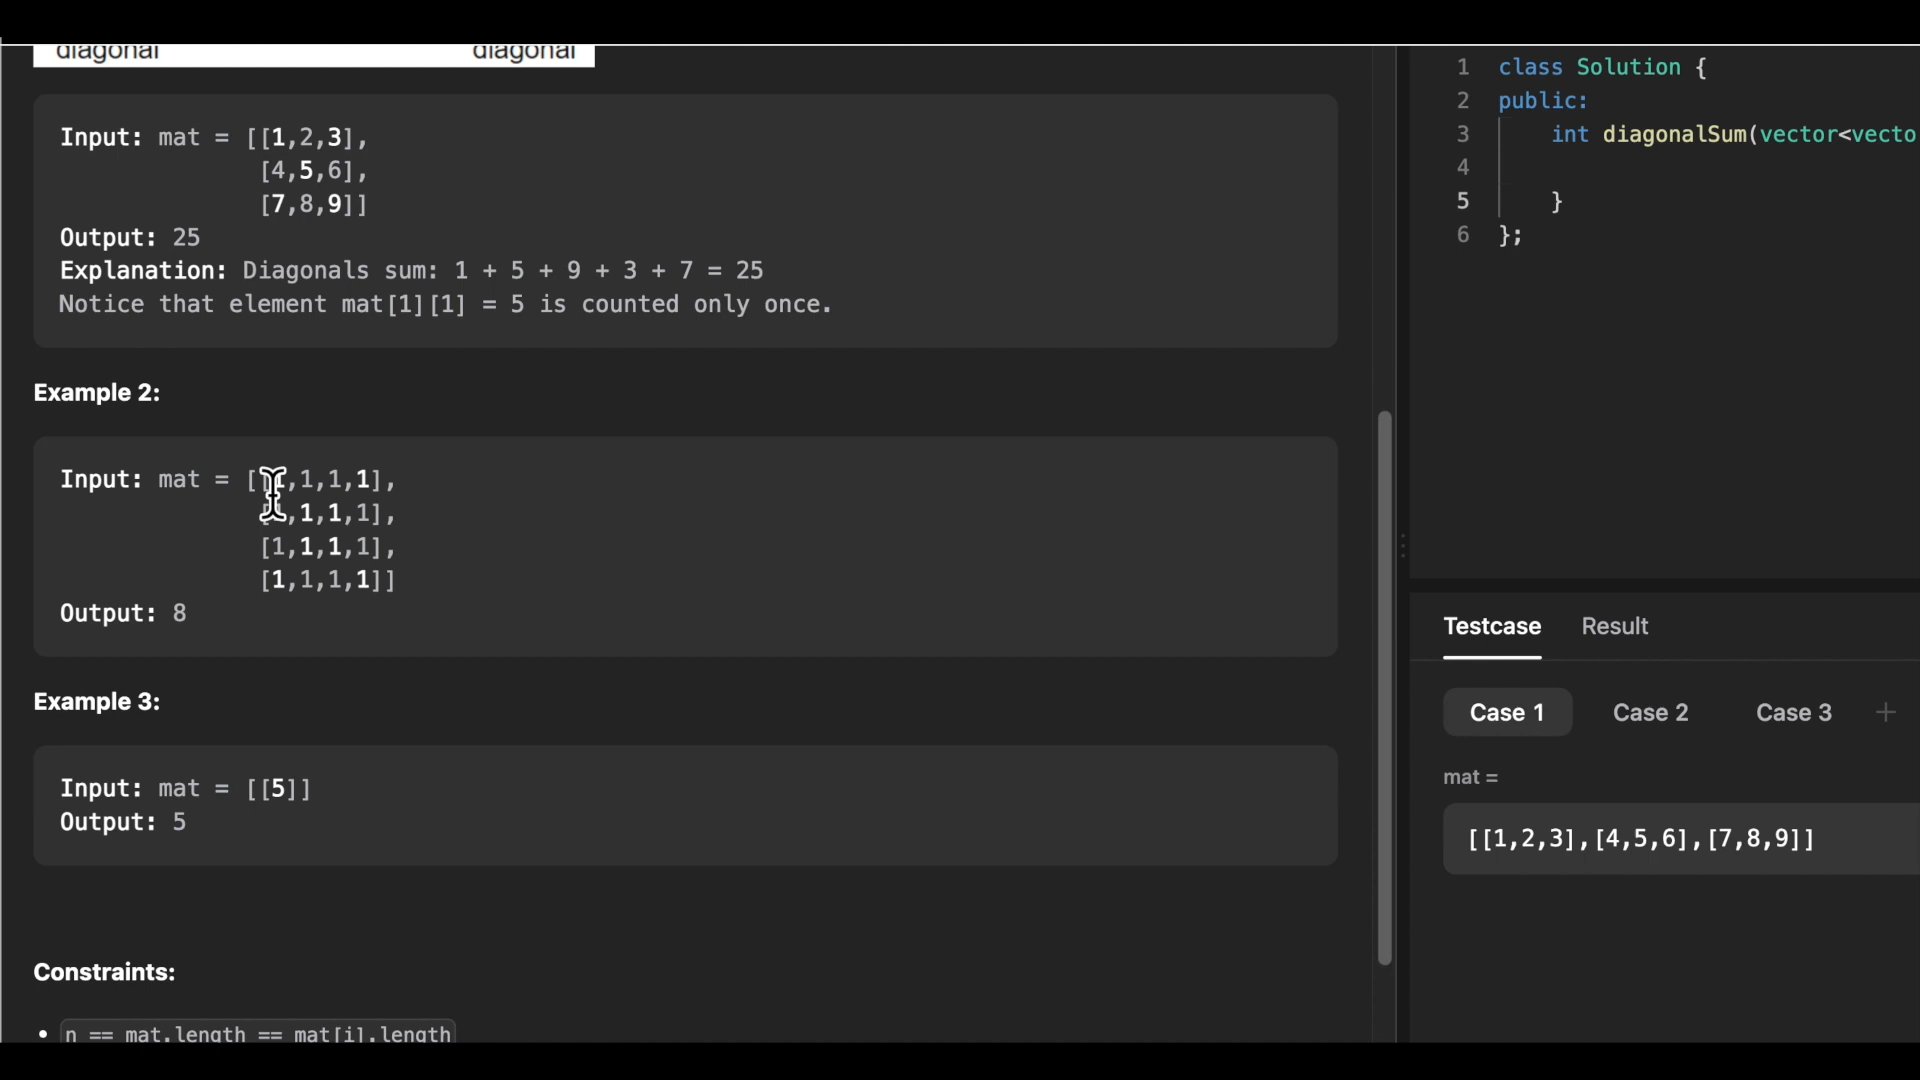 diagonal diagonal
Input: mat = [[1,2,3],
[4,5,6],
[7,8,9]]
Output: 25
Explanation: Diagonals sum: 1 + 5 + 9 + 3 + 7 = 25
Notice that element mat[1][1] = 5 is counted only once.
Example 2:
Input: mat = [[1,1,1,1],
[1,1,1,1],
[1,1,1,1],
[1,1,1,1]]
Output: 8
Example 3:
Input: mat = [[5]]
Output: 5
Constraints:
• n == mat.length == mat[i].length
1 class Solution {
2 public:
3 int diagonalSum(vector<vecto
4
5 }
6 };
Testcase Result
Case 1 Case 2 Case 3 +
mat =
[[1,2,3],[4,5,6],[7,8,9]]